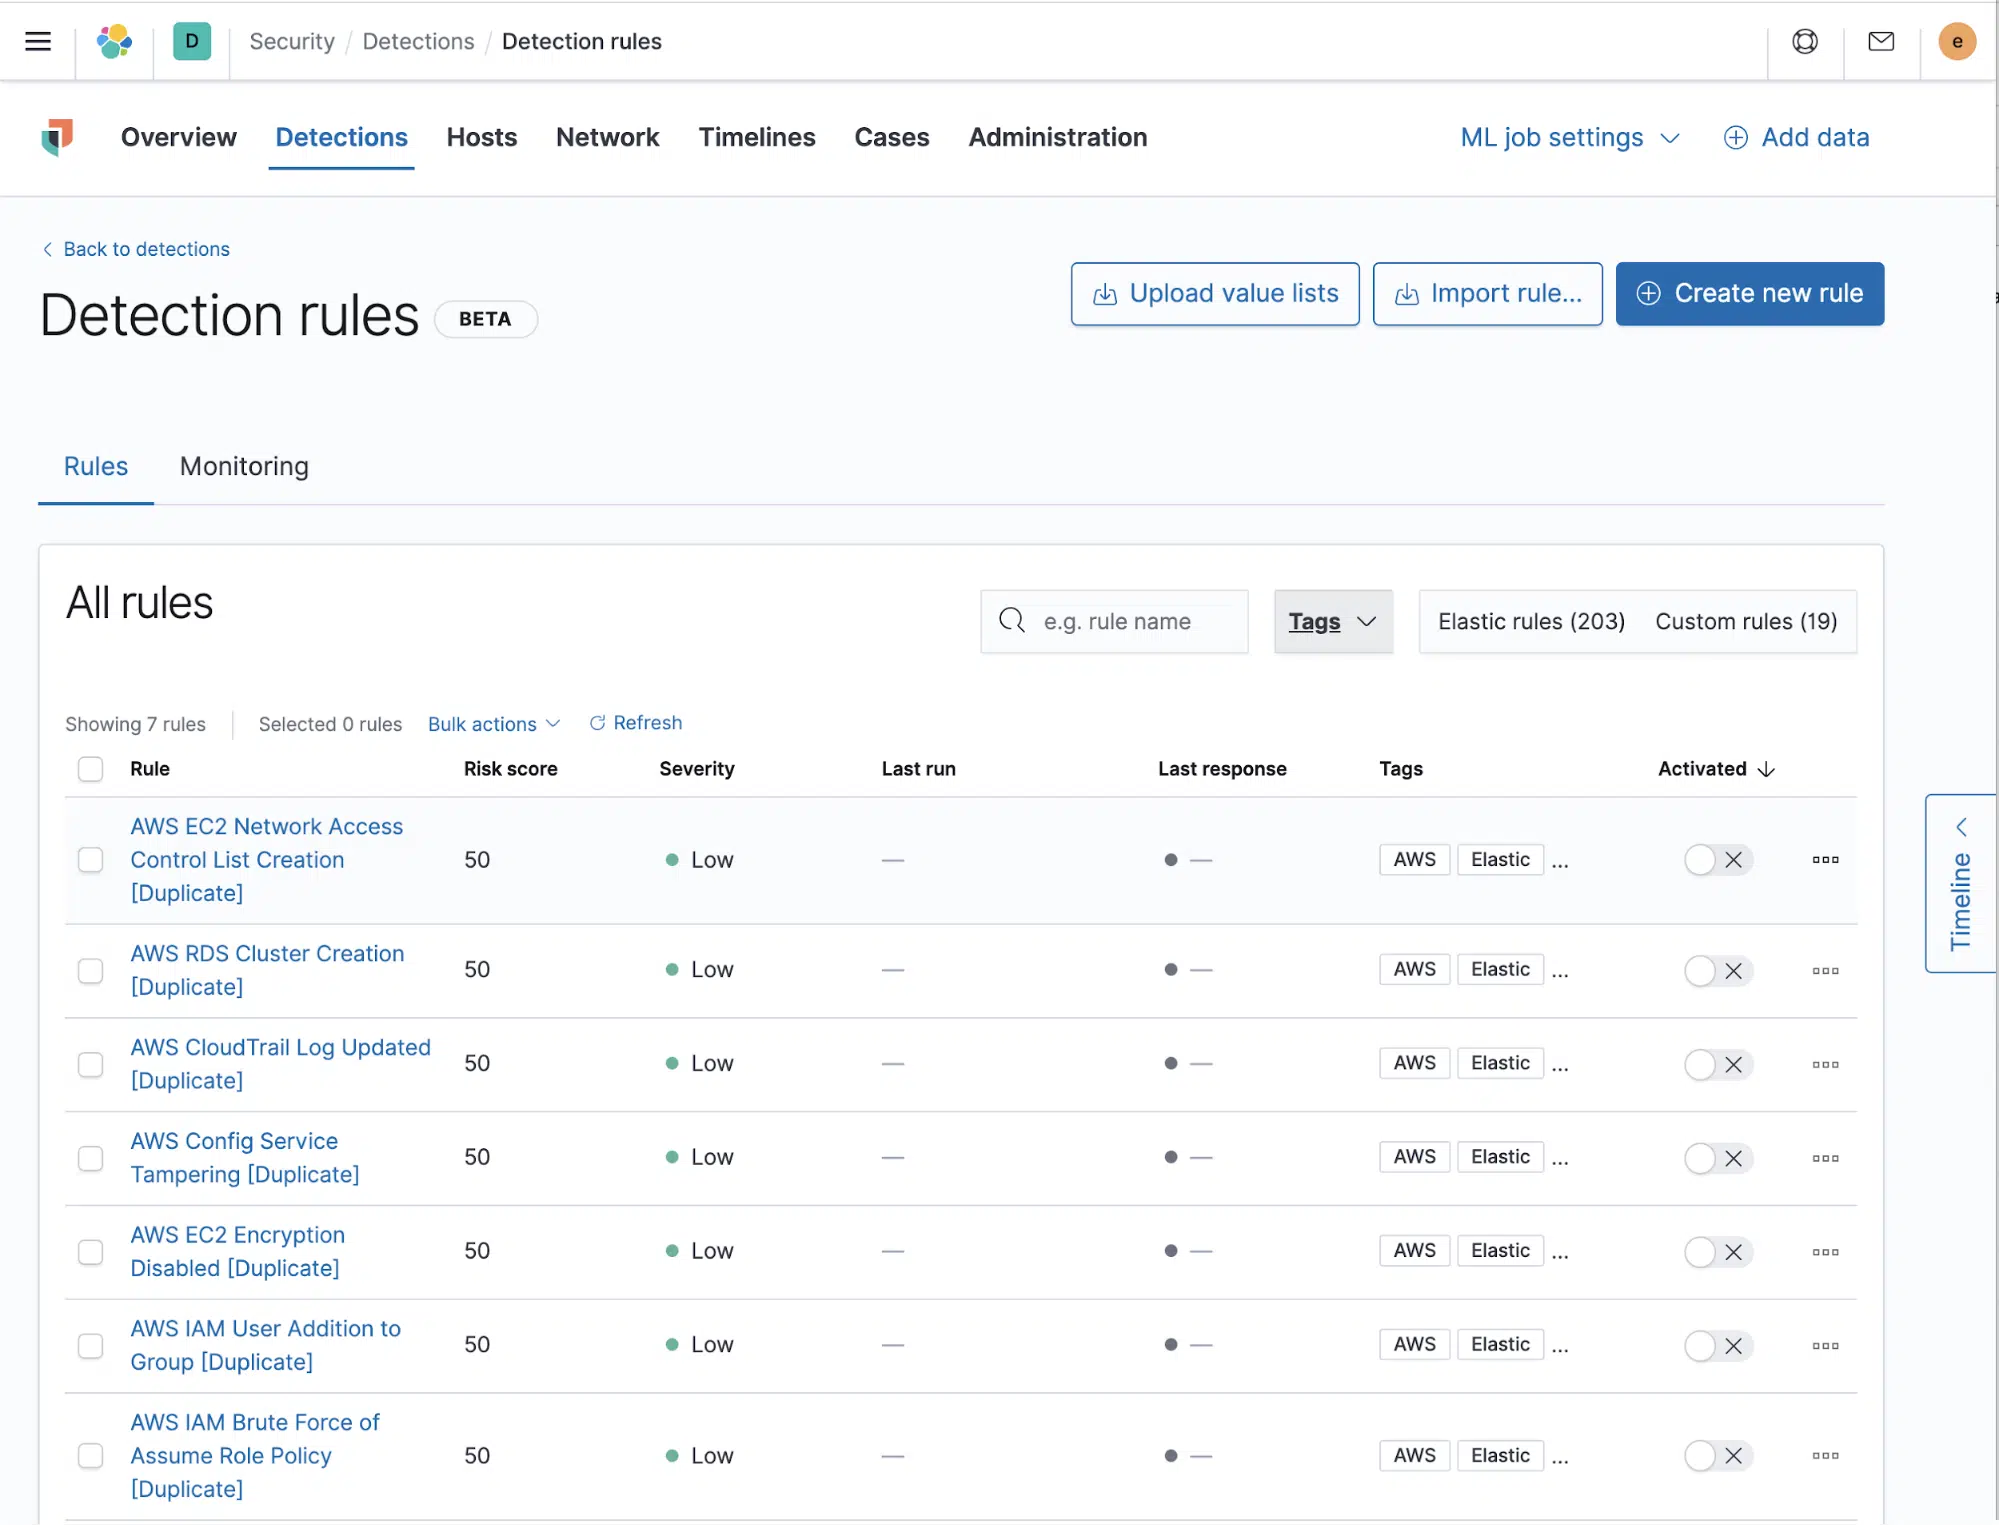 D Security / Detections / Detection rules e
Overview Detections Hosts Network Timelines Cases Administration ML job settings Add data
Back to detections
Detection rules BETA
Upload value lists Import rule... Create new rule
Rules Monitoring
All rules
e.g. rule name Tags Elastic rules (203) Custom rules (19)
Showing 7 rules Selected 0 rules Bulk actions Refresh
Rule Risk score Severity Last run Last response Tags Activated
AWS EC2 Network Access
Control List Creation
[Duplicate]
50 Low — — AWS Elastic ...
AWS RDS Cluster Creation
[Duplicate]
50 Low — — AWS Elastic ...
AWS CloudTrail Log Updated
[Duplicate]
50 Low — — AWS Elastic ...
AWS Config Service
Tampering [Duplicate]
50 Low — — AWS Elastic ...
AWS EC2 Encryption
Disabled [Duplicate]
50 Low — — AWS Elastic ...
AWS IAM User Addition to
Group [Duplicate]
50 Low — — AWS Elastic ...
AWS IAM Brute Force of
Assume Role Policy
[Duplicate]
50 Low — — AWS Elastic ...
Timeline